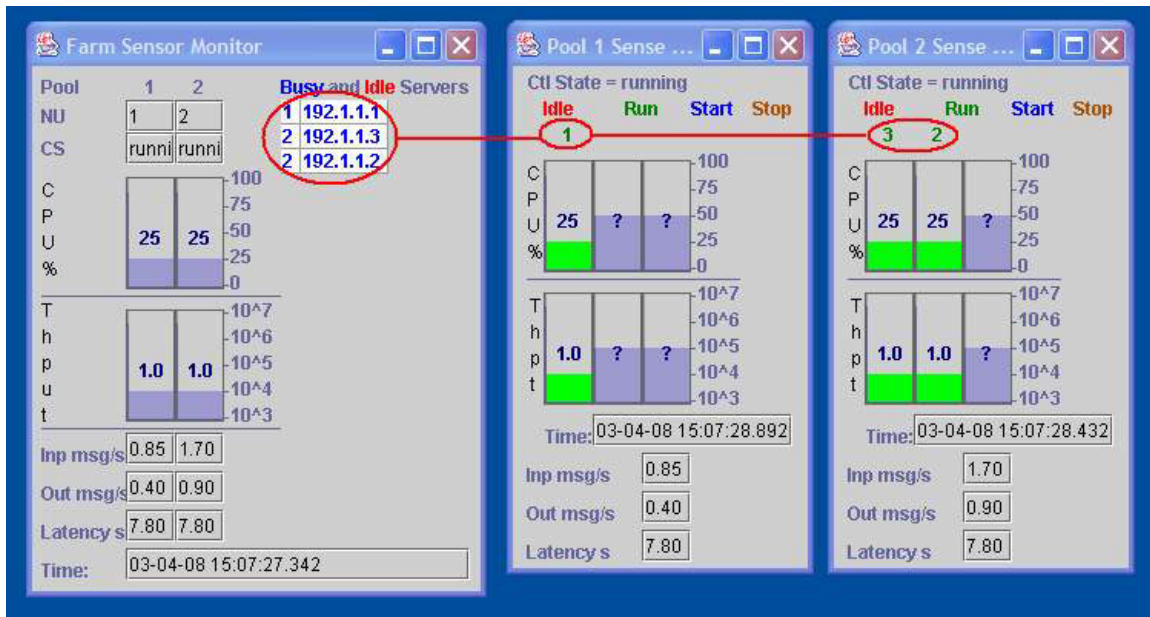 Farm Sensor Monitor
Pool 1 2 Busy and Idle Servers
NU 1 2 1 192.1.1.1
CS runni runni 2 192.1.1.3
2 192.1.1.2
C P U %
25 25
100
75
50
25
0
T h p u t
1.0 1.0
10^7
10^6
10^5
10^4
10^3
Inp msg/s 0.85 1.70
Out msg/s 0.40 0.90
Latency s 7.80 7.80
Time: 03-04-08 15:07:27.342
Pool 1 Sense ...
Ctl State = running
Idle Run Start Stop
1
C P U %
25 ? ?
100
75
50
25
0
T h p t
1.0 ? ?
10^7
10^6
10^5
10^4
10^3
Time: 03-04-08 15:07:28.892
Inp msg/s 0.85
Out msg/s 0.40
Latency s 7.80
Pool 2 Sense ...
Ctl State = running
Idle Run Start Stop
3 2
C P U %
25 25 ?
100
75
50
25
0
T h p t
1.0 1.0 ?
10^7
10^6
10^5
10^4
10^3
Time: 03-04-08 15:07:28.432
Inp msg/s 1.70
Out msg/s 0.90
Latency s 7.80